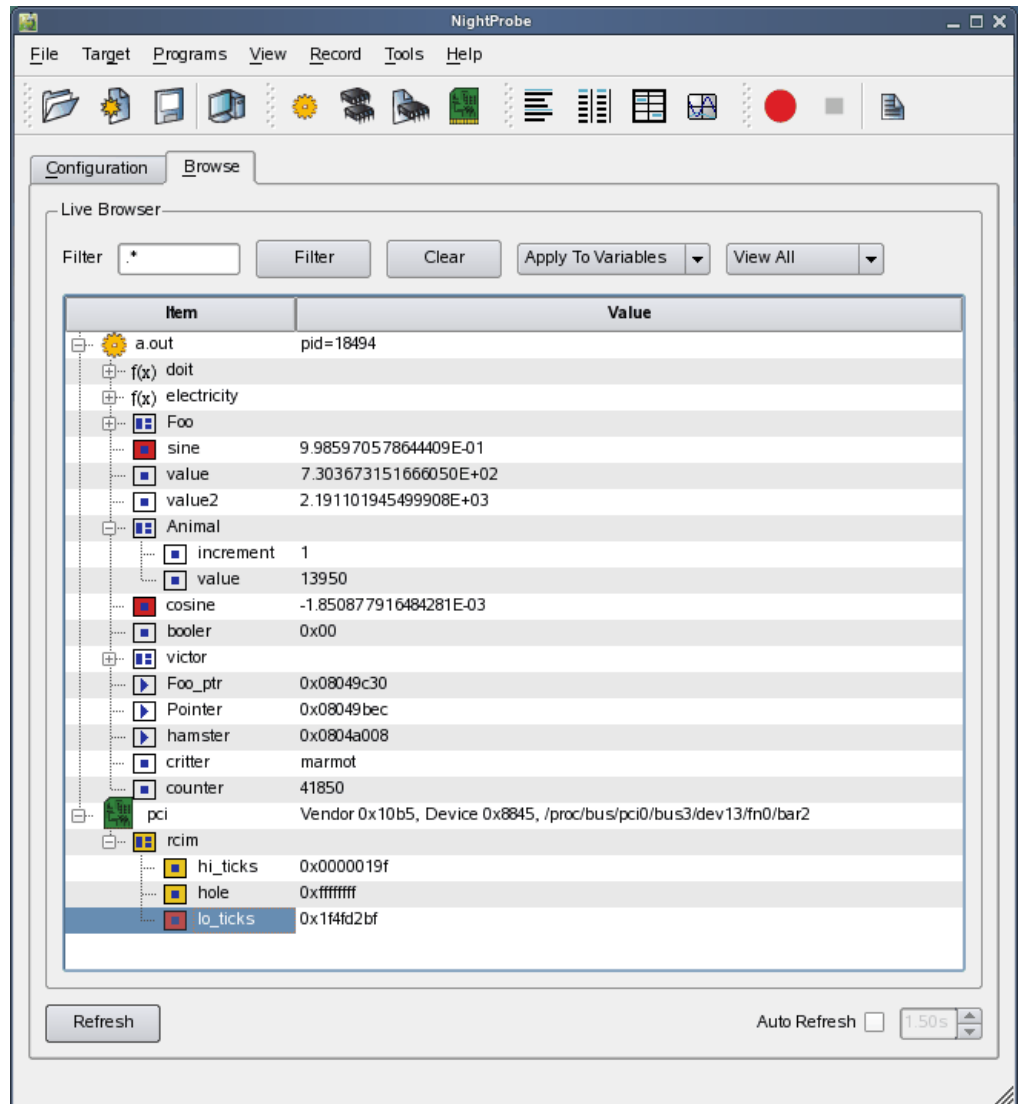 NightProbe
File Target Programs View Record Tools Help
Configuration Browse
Live Browser
Filter .* Filter Clear Apply To Variables View All
Item Value
a.out pid=18494
f(x) doit
f(x) electricity
Foo
sine 9.985970578644409E-01
value 7.303673151666050E+02
value2 2.191101945499908E+03
Animal
increment 1
value 13950
cosine -1.850877916484281E-03
booler 0x00
victor
Foo_ptr 0x08049c30
Pointer 0x08049bec
hamster 0x0804a008
critter marmot
counter 41850
pci Vendor 0x10b5, Device 0x8845, /proc/bus/pci0/bus3/dev13/fn0/bar2
rcim
hi_ticks 0x0000019f
hole 0xffffffff
lo_ticks 0x1f4fd2bf
Refresh Auto Refresh 1.50s